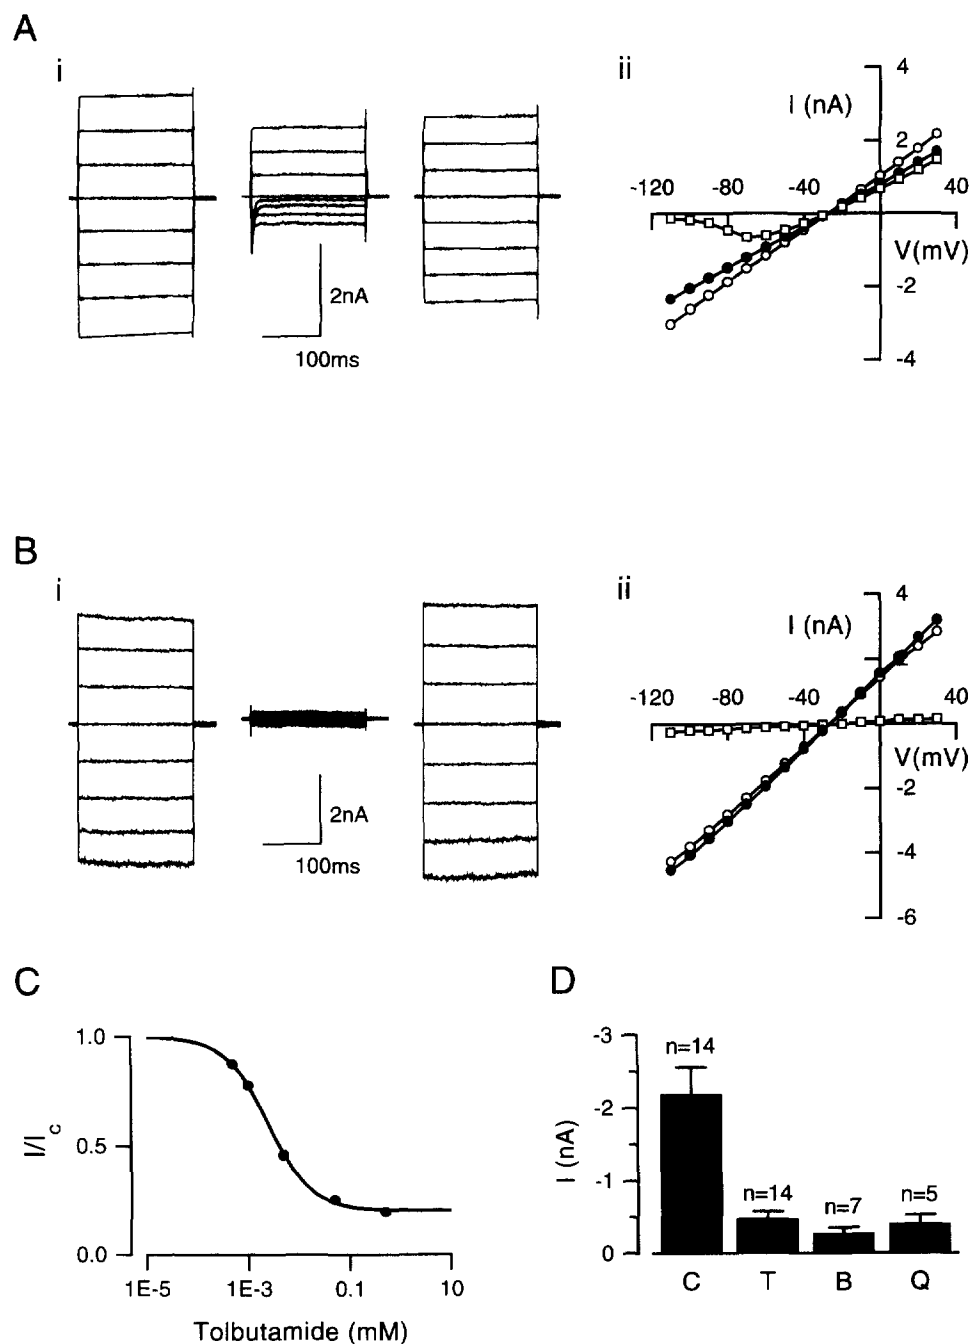 A
i
2nA
100ms
ii
4
I (nA)
2
-120 -80 -40 40
V(mV)
-2
-4
B
i
2nA
100ms
ii
4
I (nA)
-120 -80 -40 40
V(mV)
-2
-4
-6
C
1.0
0.5
0.0
I/Ic
1E-5 1E-3 0.1 10
Tolbutamide (mM)
D
-3
-2
-1
0
I (nA)
n=14
n=14
n=7
n=5
C T B Q